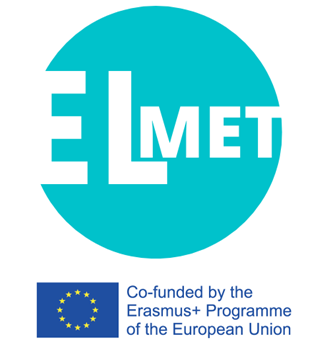 ELMET
Co-funded by the
Erasmus+ Programme
of the European Union